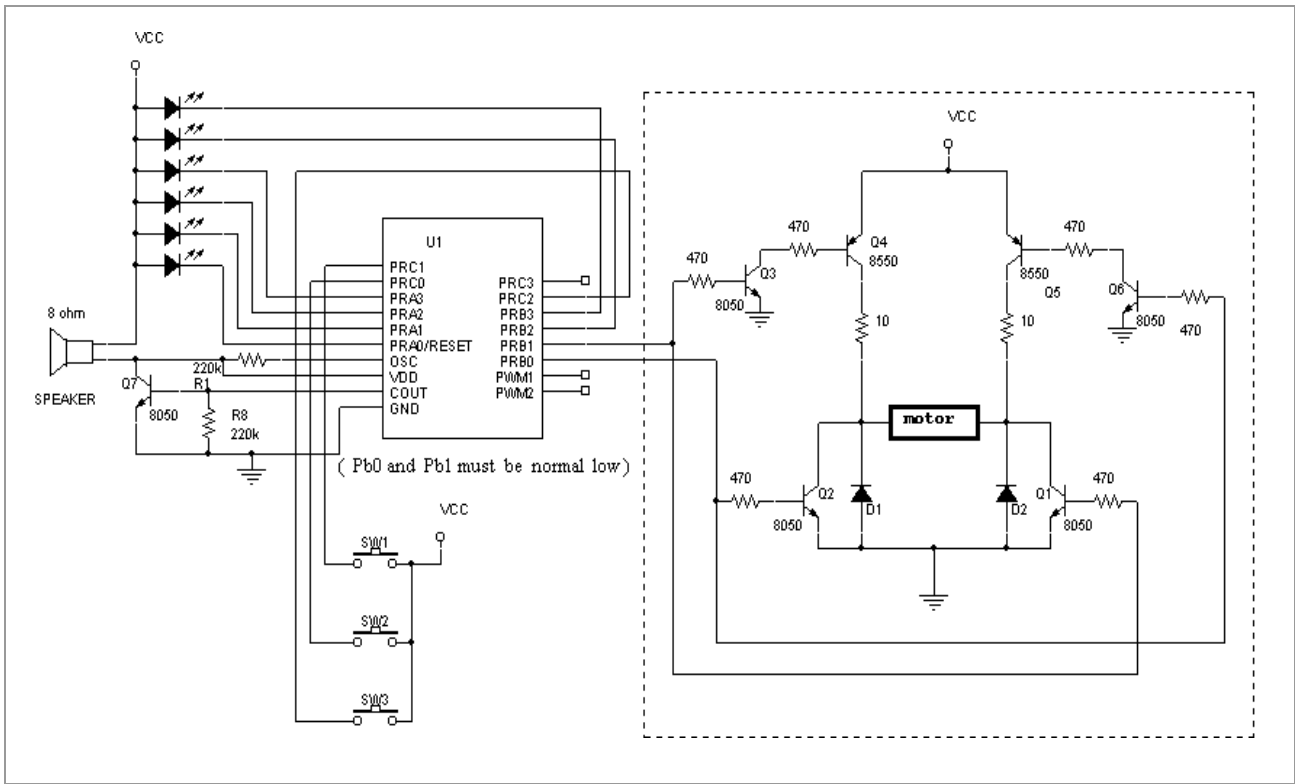 VCC
8 ohm
SPEAKER
Q7
8050
220k
R1
R8
220k
U1
PRC1
PRC0
PRA3
PRA2
PRA1
PRA0/RESET
OSC
VDD
COUT
GND
PRC3
PRC2
PRB3
PRB2
PRB1
PRB0
PWM1
PWM2
( Pb0 and Pb1 must be normal low)
VCC
SW1
SW2
SW3
VCC
470
Q3
8050
470
Q4
8550
10
8550
Q5
10
470
Q6
8050
470
motor
470
Q2
8050
D1
D2
Q1
8050
470